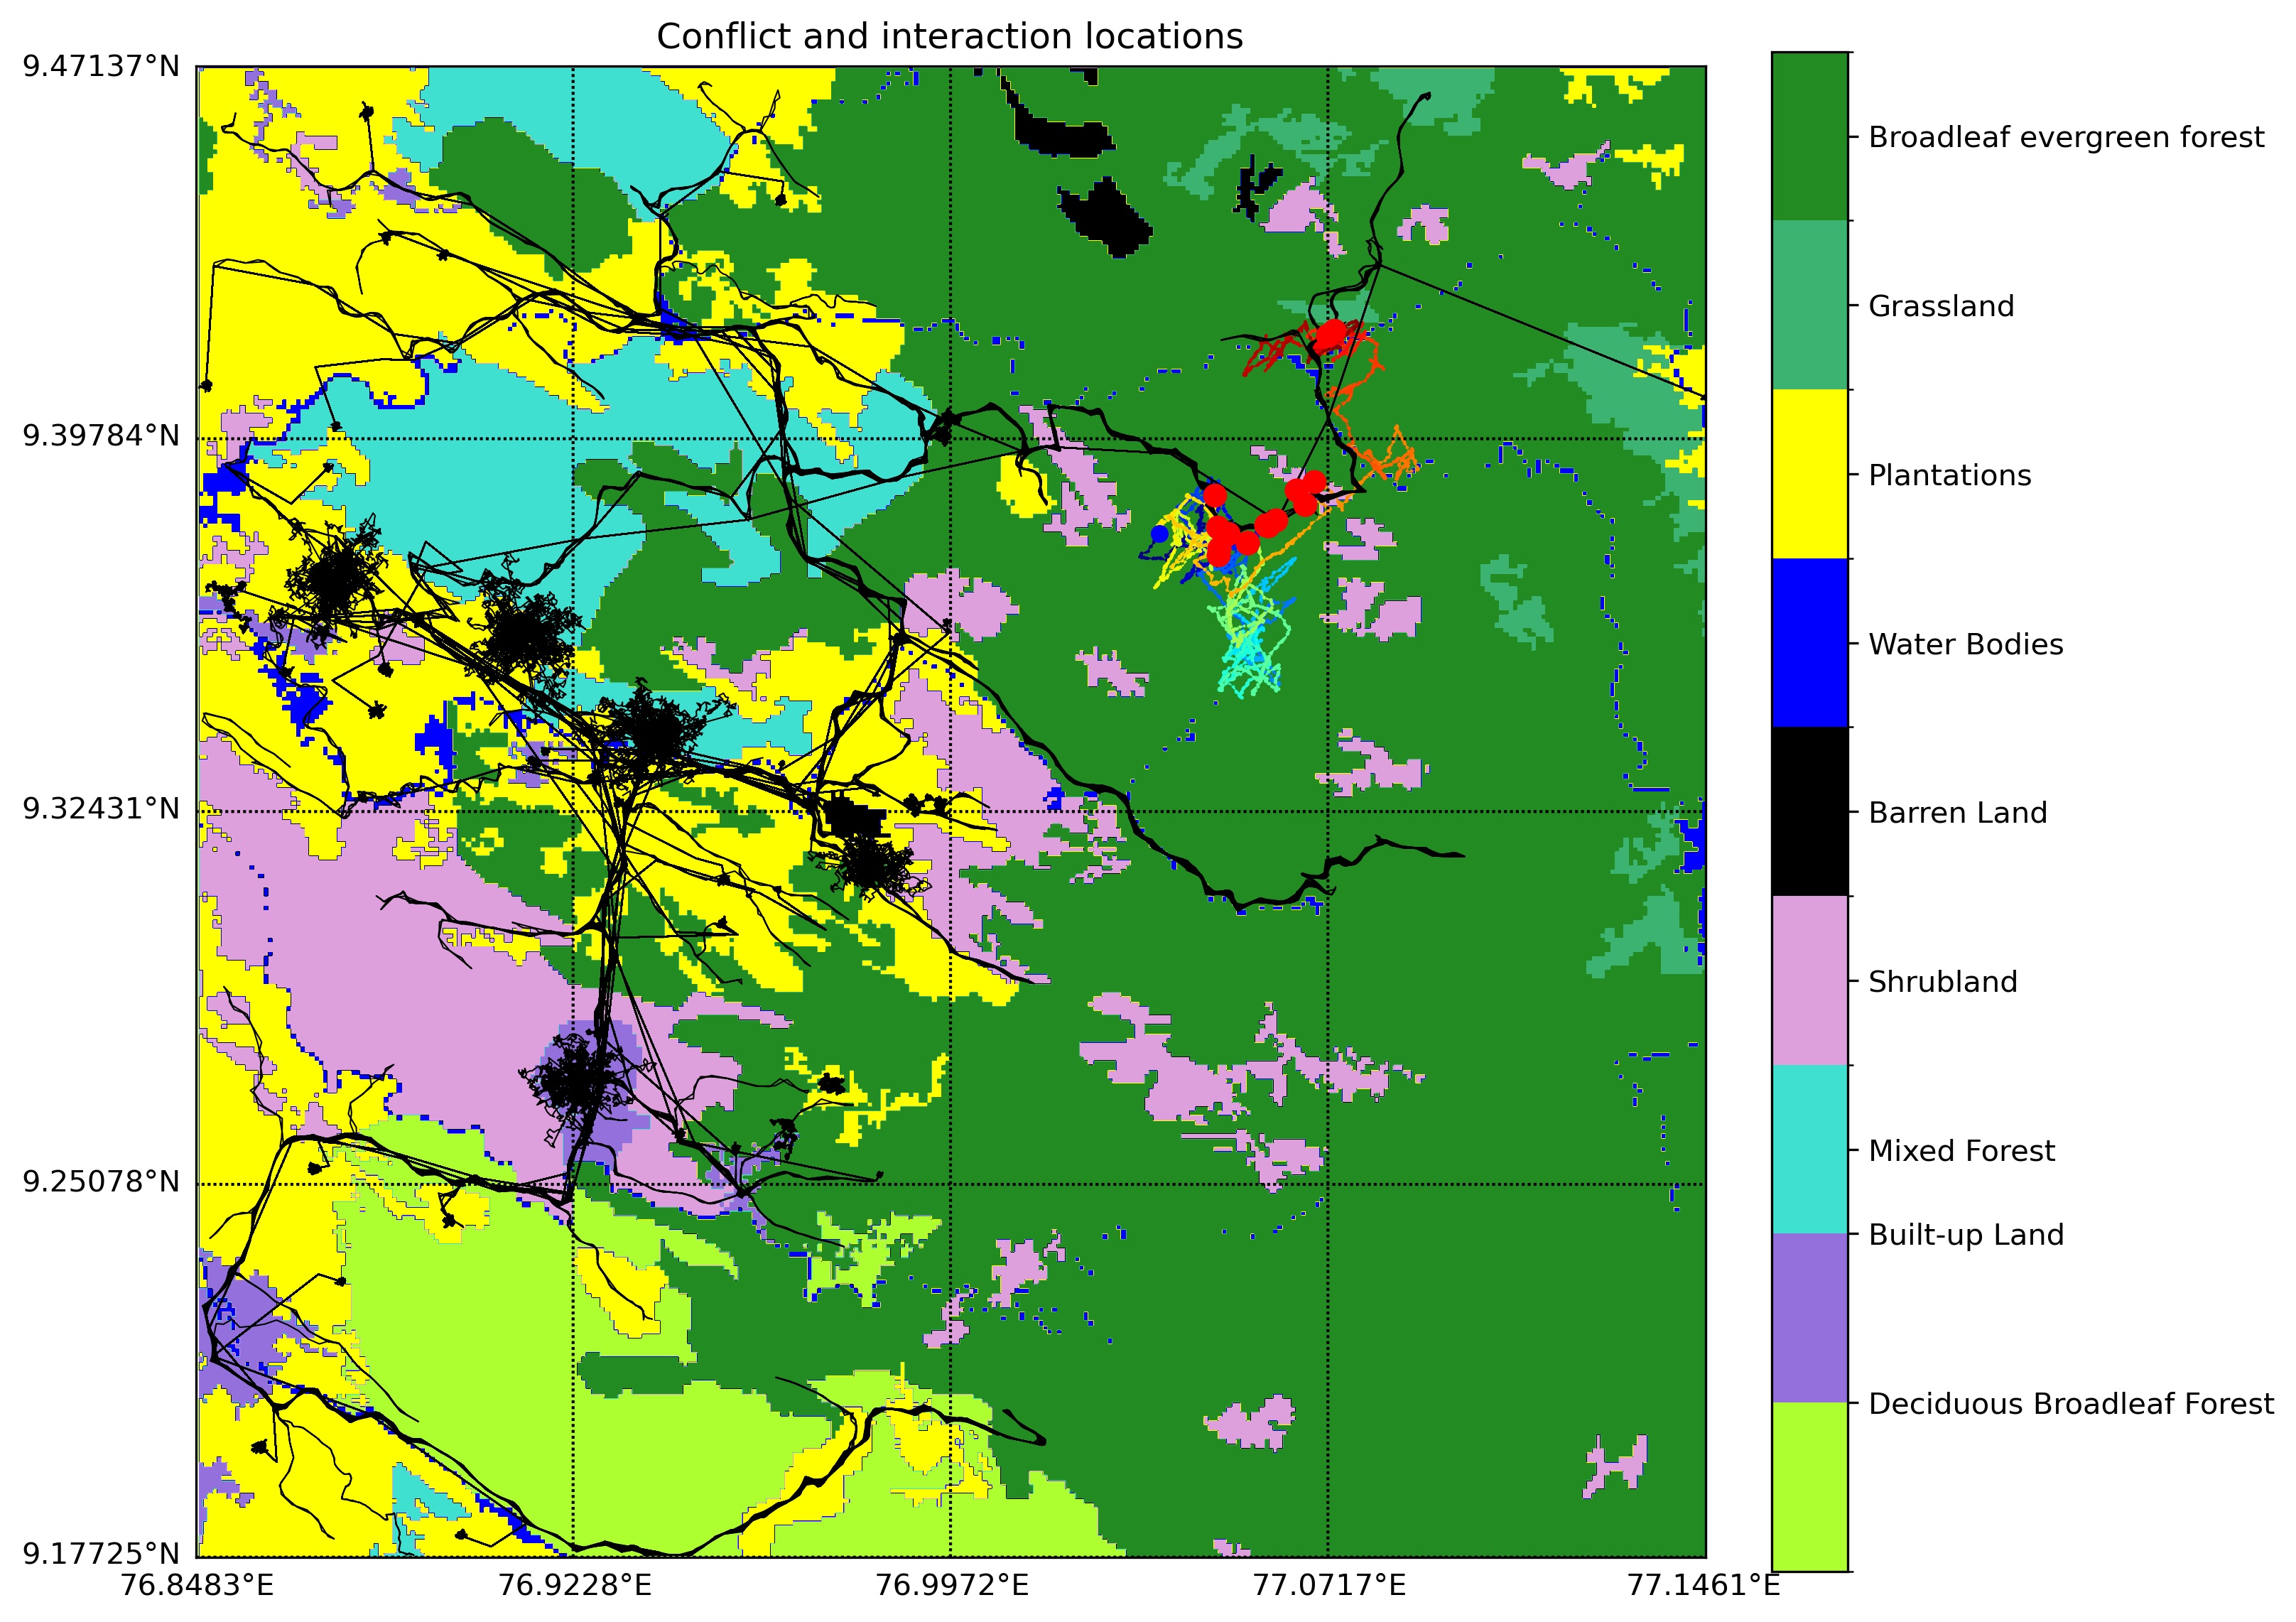 Conflict and interaction locations
9.47137°N
9.39784°N
9.32431°N
9.25078°N
9.17725°N
76.8483°E
76.9228°E
76.9972°E
77.0717°E
77.1461°E
Broadleaf evergreen forest
Grassland
Plantations
Water Bodies
Barren Land
Shrubland
Mixed Forest
Built-up Land
Deciduous Broadleaf Forest